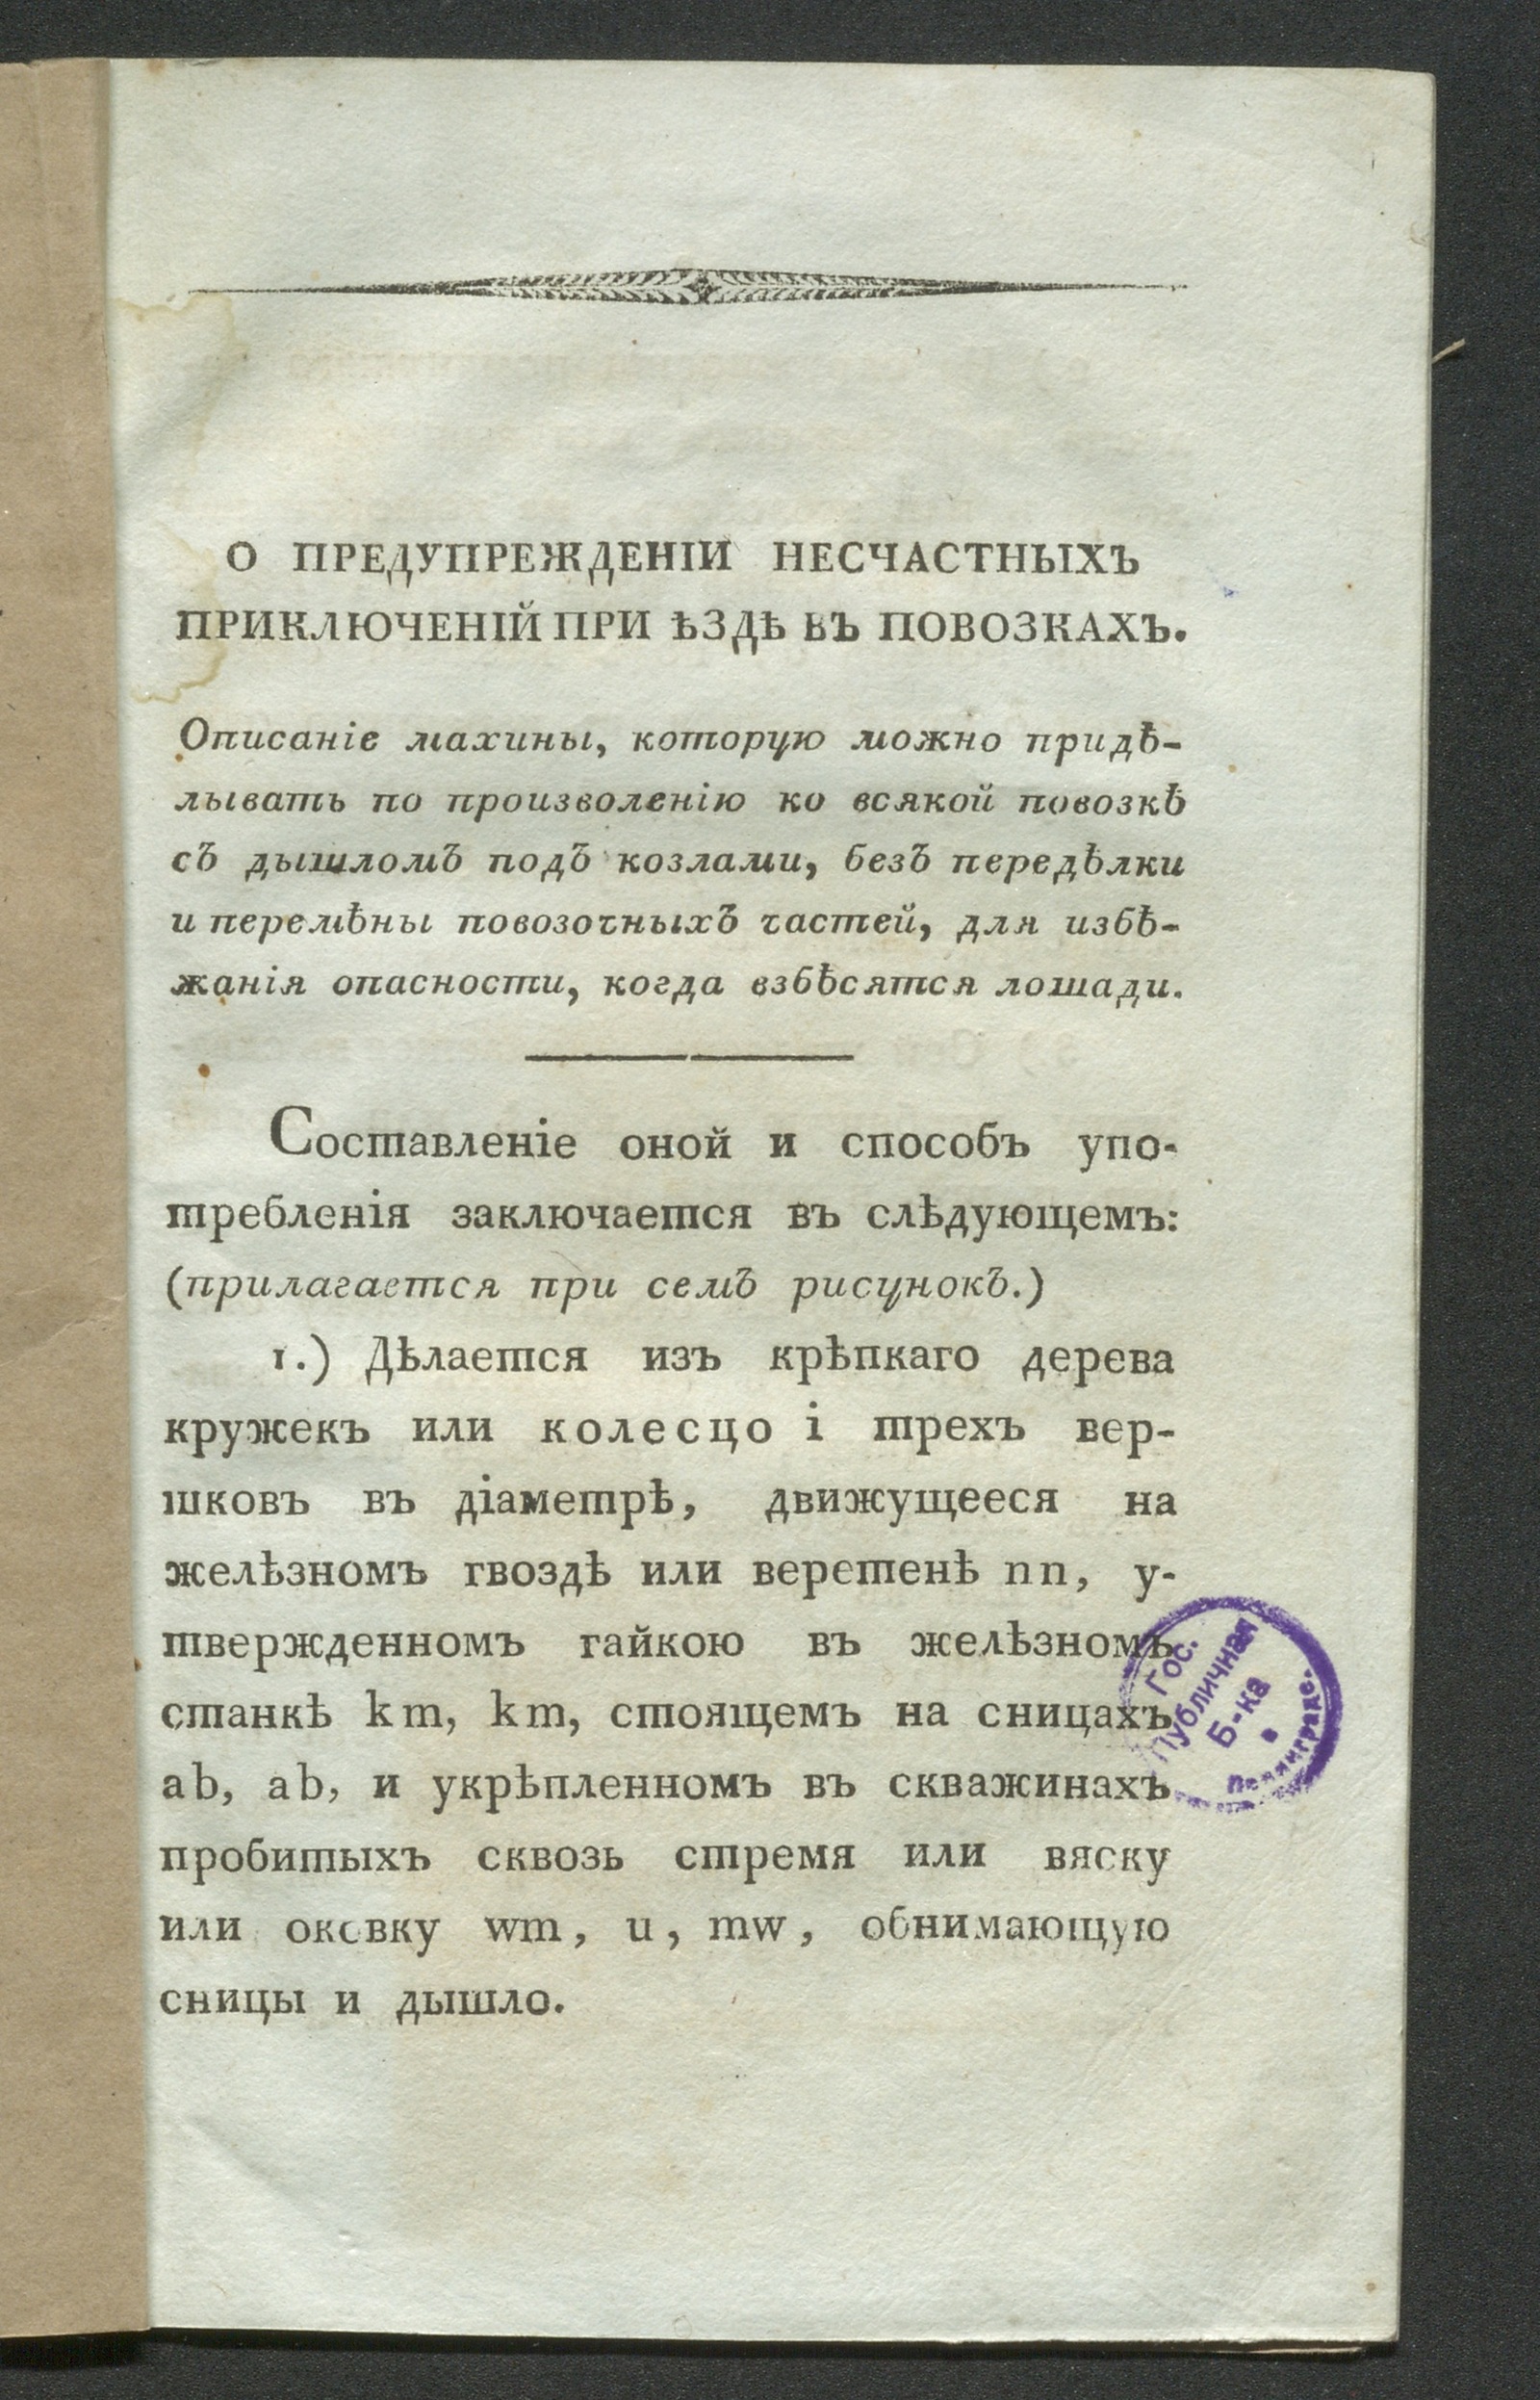 О ПРЕДУПРЕЖДЕНІИ НЕСЧАСТНЫХЪ
ПРИКЛЮЧЕНІЙ ПРИ ѢЗДѢ ВЪ ПОВОЗКАХЪ.
Описаніе махины, которую можно придѣ-
лывать по произволенію ко всякой повозкѣ
съ дышломъ подъ козлами, безъ передѣлки
и перемѣны повозочныхъ частей, для избѣ-
жанія опасности, когда взбѣсятся лошади.
Составленіе оной и способъ упо-
требленія заключается въ слѣдующемъ:
(прилагается при семъ рисунокъ.)
1.) Дѣлается изъ крѣпкаго дерева
кружекъ или колесцо i трехъ вер-
шковъ въ діаметрѣ, движущееся на
желѣзномъ гвоздѣ или веретенѣ nn, у-
твержденномъ гайкою въ желѣзномъ
станкѣ km, km, стоящемъ на сницахъ
ab, ab, и укрѣпленномъ въ скважинахъ
пробитыхъ сквозь стремя или вяску
или оковку wm, u, mw, обнимающую
сницы и дышло.
Гос.
Публичная
Б-ка
в
Ленинграде.